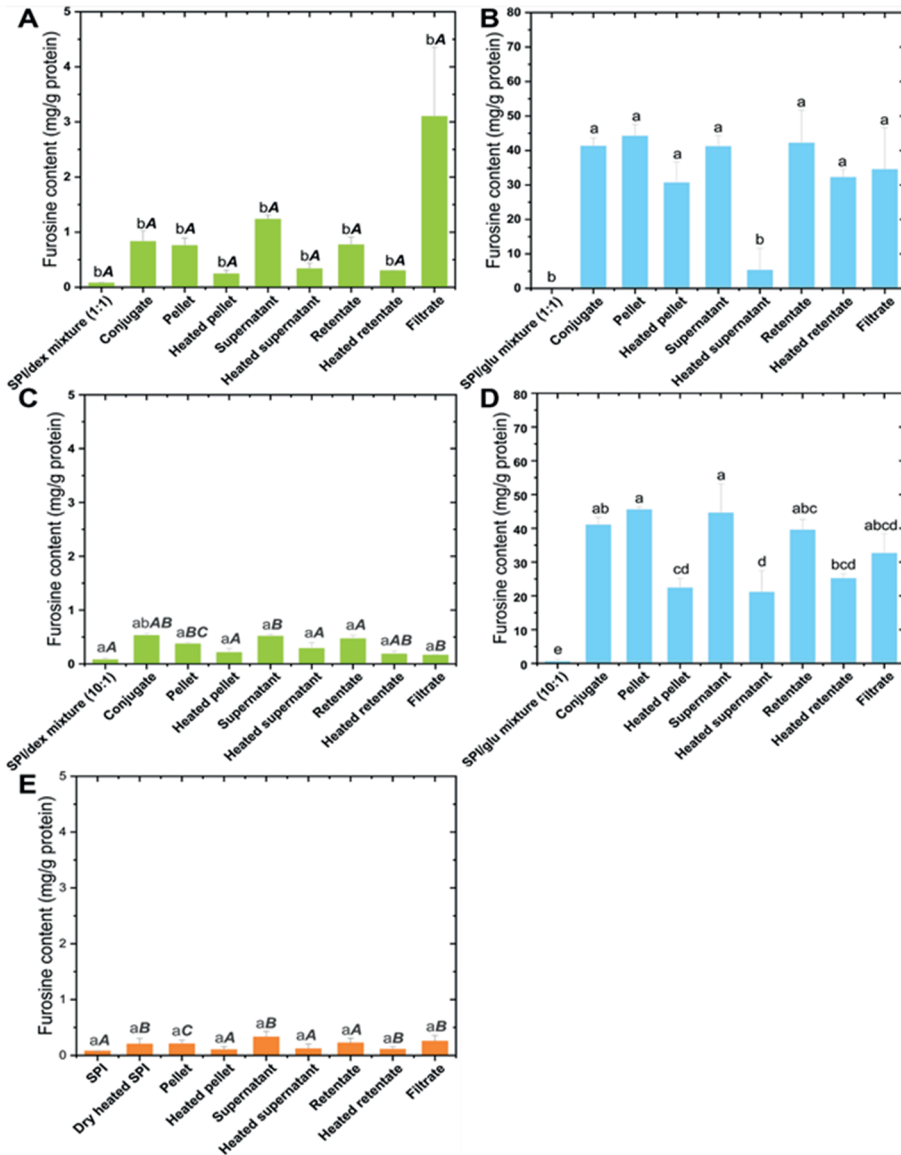 A
Furosine content (mg/g protein)
5
4
3
2
1
0
bA bA bA bA bA bA bA bA bA
SPI/dex mixture (1:1)
Conjugate
Pellet
Heated pellet
Supernatant
Heated supernatant
Retentate
Heated retentate
Filtrate
B
Furosine content (mg/g protein)
80
70
60
50
40
30
20
10
0
b a a a a b a a a
SPI/glu mixture (1:1)
Conjugate
Pellet
Heated pellet
Supernatant
Heated supernatant
Retentate
Heated retentate
Filtrate
C
Furosine content (mg/g protein)
5
4
3
2
1
0
aA abAB aBC aA aB aA aA aAB aB
SPI/dex mixture (10:1)
Conjugate
Pellet
Heated pellet
Supernatant
Heated supernatant
Retentate
Heated retentate
Filtrate
D
Furosine content (mg/g protein)
80
70
60
50
40
30
20
10
0
e ab a cd a d abc bcd abcd
SPI/glu mixture (10:1)
Conjugate
Pellet
Heated pellet
Supernatant
Heated supernatant
Retentate
Heated retentate
Filtrate
E
Furosine content (mg/g protein)
5
4
3
2
1
0
aA aB aC aA aB aA aA aB aB
SPI
Dry heated SPI
Pellet
Heated pellet
Supernatant
Heated supernatant
Retentate
Heated retentate
Filtrate